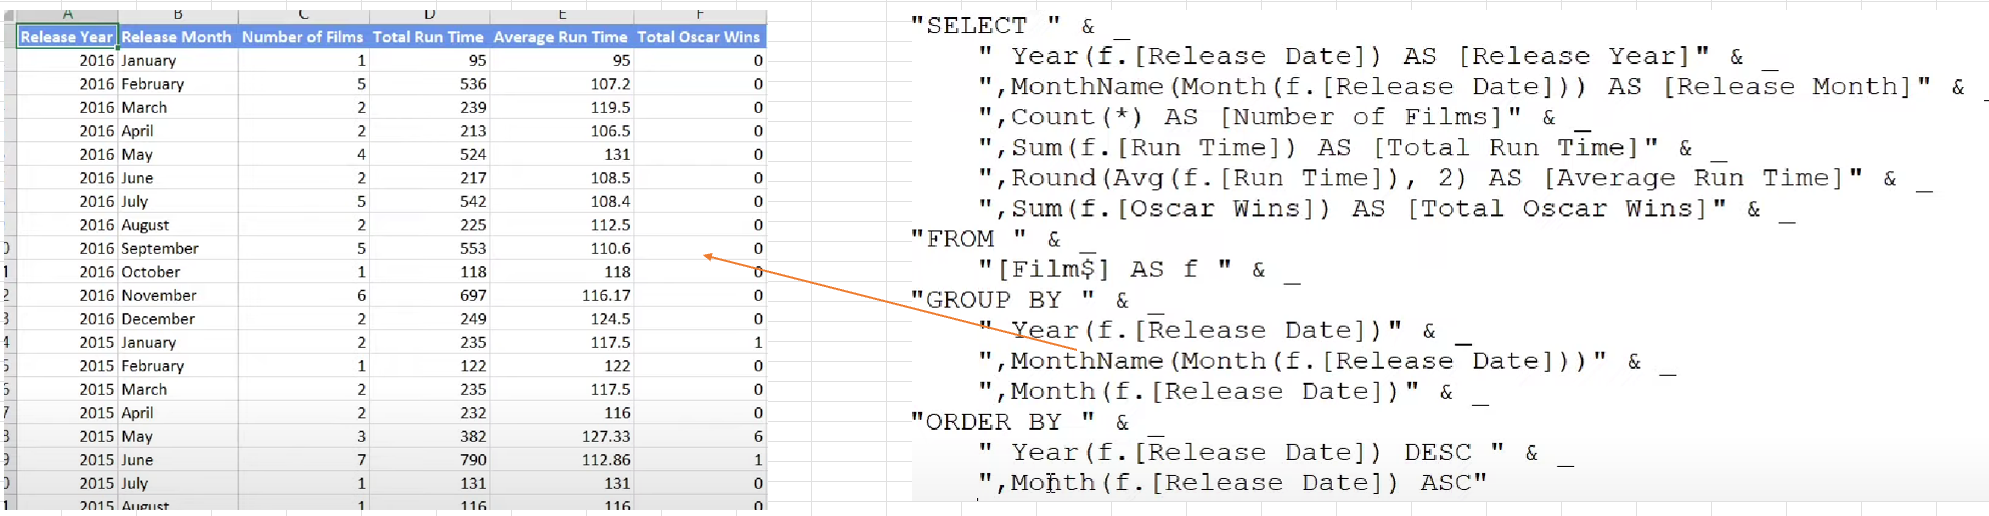 A B C D E F
Release Year Release Month Number of Films Total Run Time Average Run Time Total Oscar Wins
2016 January 1 95 95 0
2016 February 5 536 107.2 0
2016 March 2 239 119.5 0
2016 April 2 213 106.5 0
2016 May 4 524 131 0
2016 June 2 217 108.5 0
2016 July 5 542 108.4 0
2016 August 2 225 112.5 0
2016 September 5 553 110.6 0
2016 October 1 118 118 0
2016 November 6 697 116.17 0
2016 December 2 249 124.5 0
2015 January 2 235 117.5 1
2015 February 1 122 122 0
2015 March 2 235 117.5 0
2015 April 2 232 116 0
2015 May 3 382 127.33 6
2015 June 7 790 112.86 1
2015 July 1 131 131 0
2015 August 1 116 116 0
"SELECT " & _
" Year(f.[Release Date]) AS [Release Year]" & _
",MonthName(Month(f.[Release Date])) AS [Release Month]" & _
",Count(*) AS [Number of Films]" & _
",Sum(f.[Run Time]) AS [Total Run Time]" & _
",Round(Avg(f.[Run Time]), 2) AS [Average Run Time]" & _
",Sum(f.[Oscar Wins]) AS [Total Oscar Wins]" & _
"FROM " & _
"[Film$] AS f " & _
"GROUP BY " & _
" Year(f.[Release Date])" & _
",MonthName(Month(f.[Release Date]))" & _
",Month(f.[Release Date])" & _
"ORDER BY " & _
" Year(f.[Release Date]) DESC " & _
",Month(f.[Release Date]) ASC"